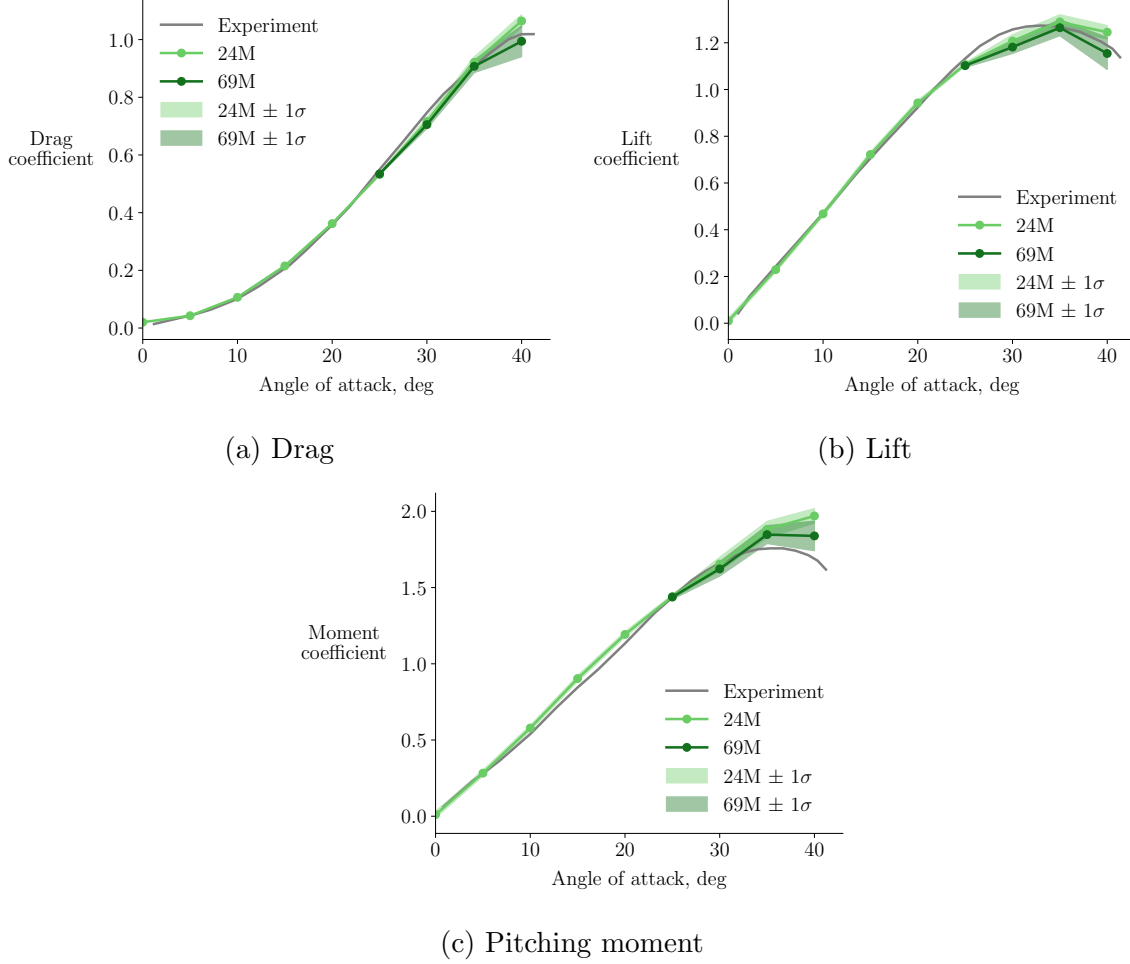 Experiment
24M
69M
24M ± 1σ
69M ± 1σ
Drag
coefficient
1.0
0.8
0.6
0.4
0.2
0.0
0 10 20 30 40
Angle of attack, deg
(a) Drag
Lift
coefficient
1.2
1.0
0.8
0.6
0.4
0.2
0.0
Experiment
24M
69M
24M ± 1σ
69M ± 1σ
0 10 20 30 40
Angle of attack, deg
(b) Lift
Moment
coefficient
2.0
1.5
1.0
0.5
0.0
Experiment
24M
69M
24M ± 1σ
69M ± 1σ
0 10 20 30 40
Angle of attack, deg
(c) Pitching moment